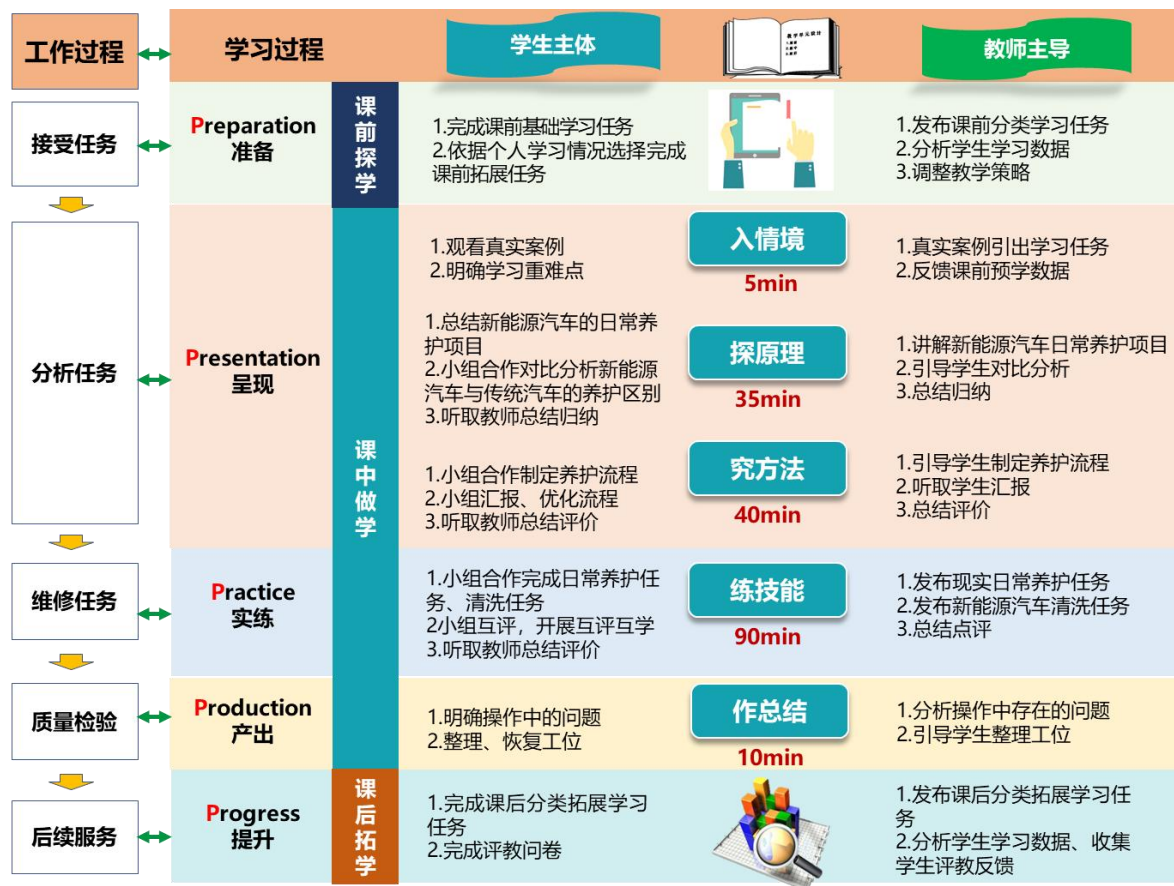 工作过程
学习过程
学生主体
教学单元设计
教师主导
接受任务
Preparation
准备
课前探学
1.完成课前基础学习任务
2.依据个人学习情况选择完成
课前拓展任务
1.发布课前分类学习任务
2.分析学生学习数据
3.调整教学策略
分析任务
Presentation
呈现
课中做学
1.观看真实案例
2.明确学习重难点
入情境
5min
1.真实案例引出学习任务
2.反馈课前预学数据
1.总结新能源汽车的日常养
护项目
2.小组合作对比分析新能源
汽车与传统汽车的养护区别
3.听取教师总结归纳
探原理
35min
1.讲解新能源汽车日常养护项目
2.引导学生对比分析
3.总结归纳
1.小组合作制定养护流程
2.小组汇报、优化流程
3.听取教师总结评价
究方法
40min
1.引导学生制定养护流程
2.听取学生汇报
3.总结评价
维修任务
Practice
实练
1.小组合作完成日常养护任
务、清洗任务
2小组互评，开展互评互学
3.听取教师总结评价
练技能
90min
1.发布现实日常养护任务
2.发布新能源汽车清洗任务
3.总结点评
质量检验
Production
产出
1.明确操作中的问题
2.整理、恢复工位
作总结
10min
1.分析操作中存在的问题
2.引导学生整理工位
后续服务
Progress
提升
课后拓学
1.完成课后分类拓展学习
任务
2.完成评教问卷
1.发布课后分类拓展学习任
务
2.分析学生学习数据、收集
学生评教反馈